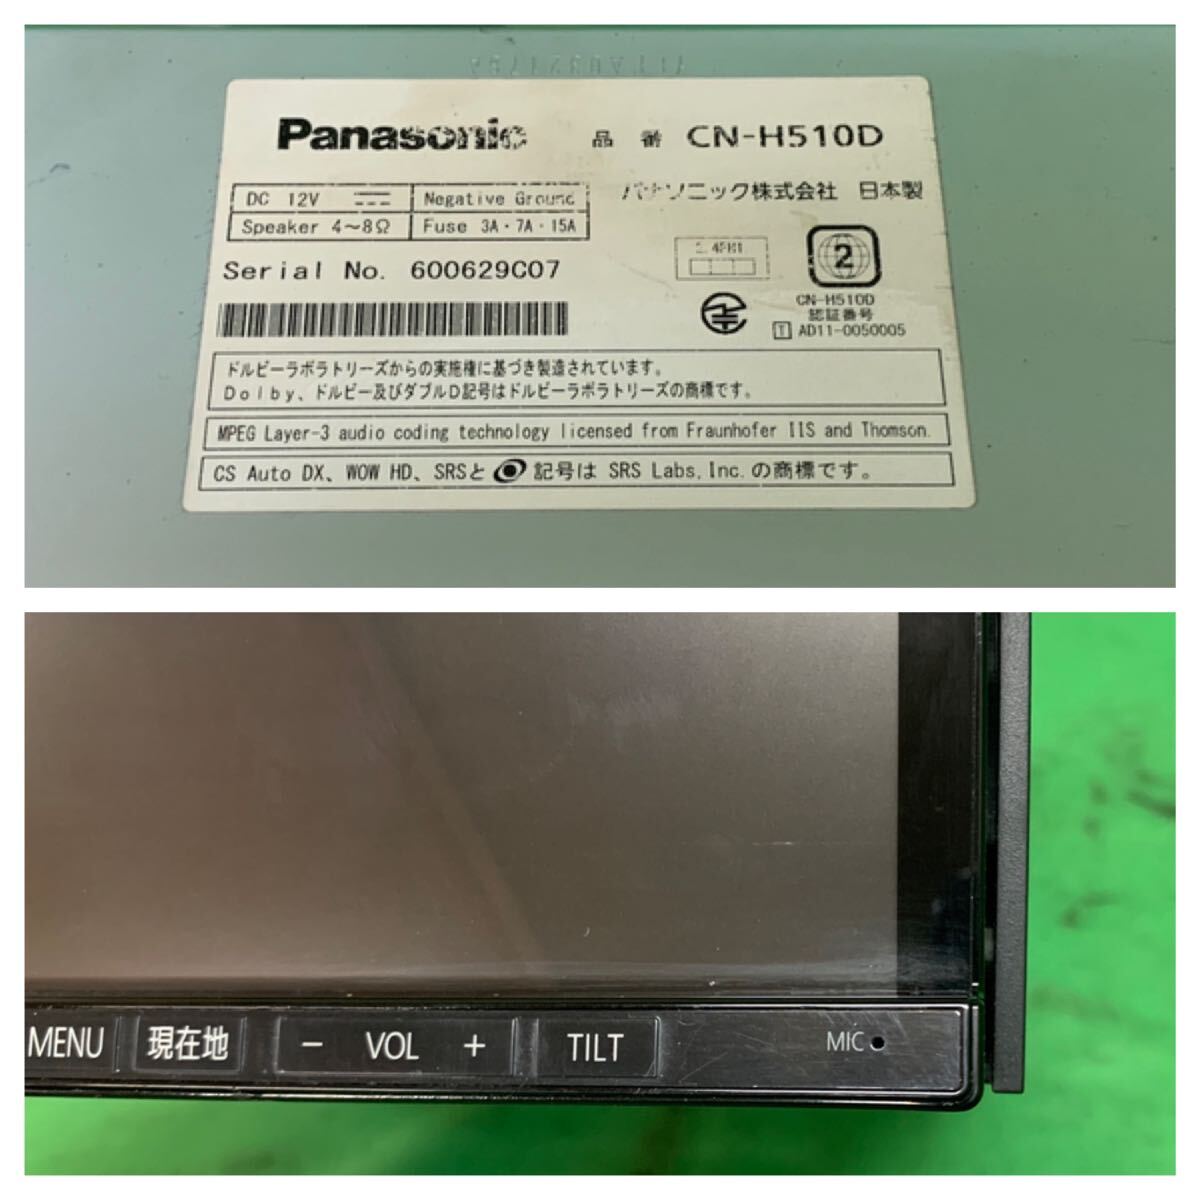 Panasonic 品 番 CN-H510D
DC 12V Negative Ground
パナソニック株式会社 日本製
Speaker 4～8Ω Fuse 3A・7A・15A
2
Serial No. 600629C07
CN-H510D
認証番号
T AD11-0050005
ドルビーラボラトリーズからの実施権に基づき製造されています。
Dolby、ドルビー及びダブルD記号はドルビーラボラトリーズの商標です。
MPEG Layer-3 audio coding technology licensed from Fraunhofer IIS and Thomson.
CS Auto DX、WOW HD、SRSと 記号は SRS Labs, Inc. の商標です。
MENU 現在地 − VOL + TILT MIC